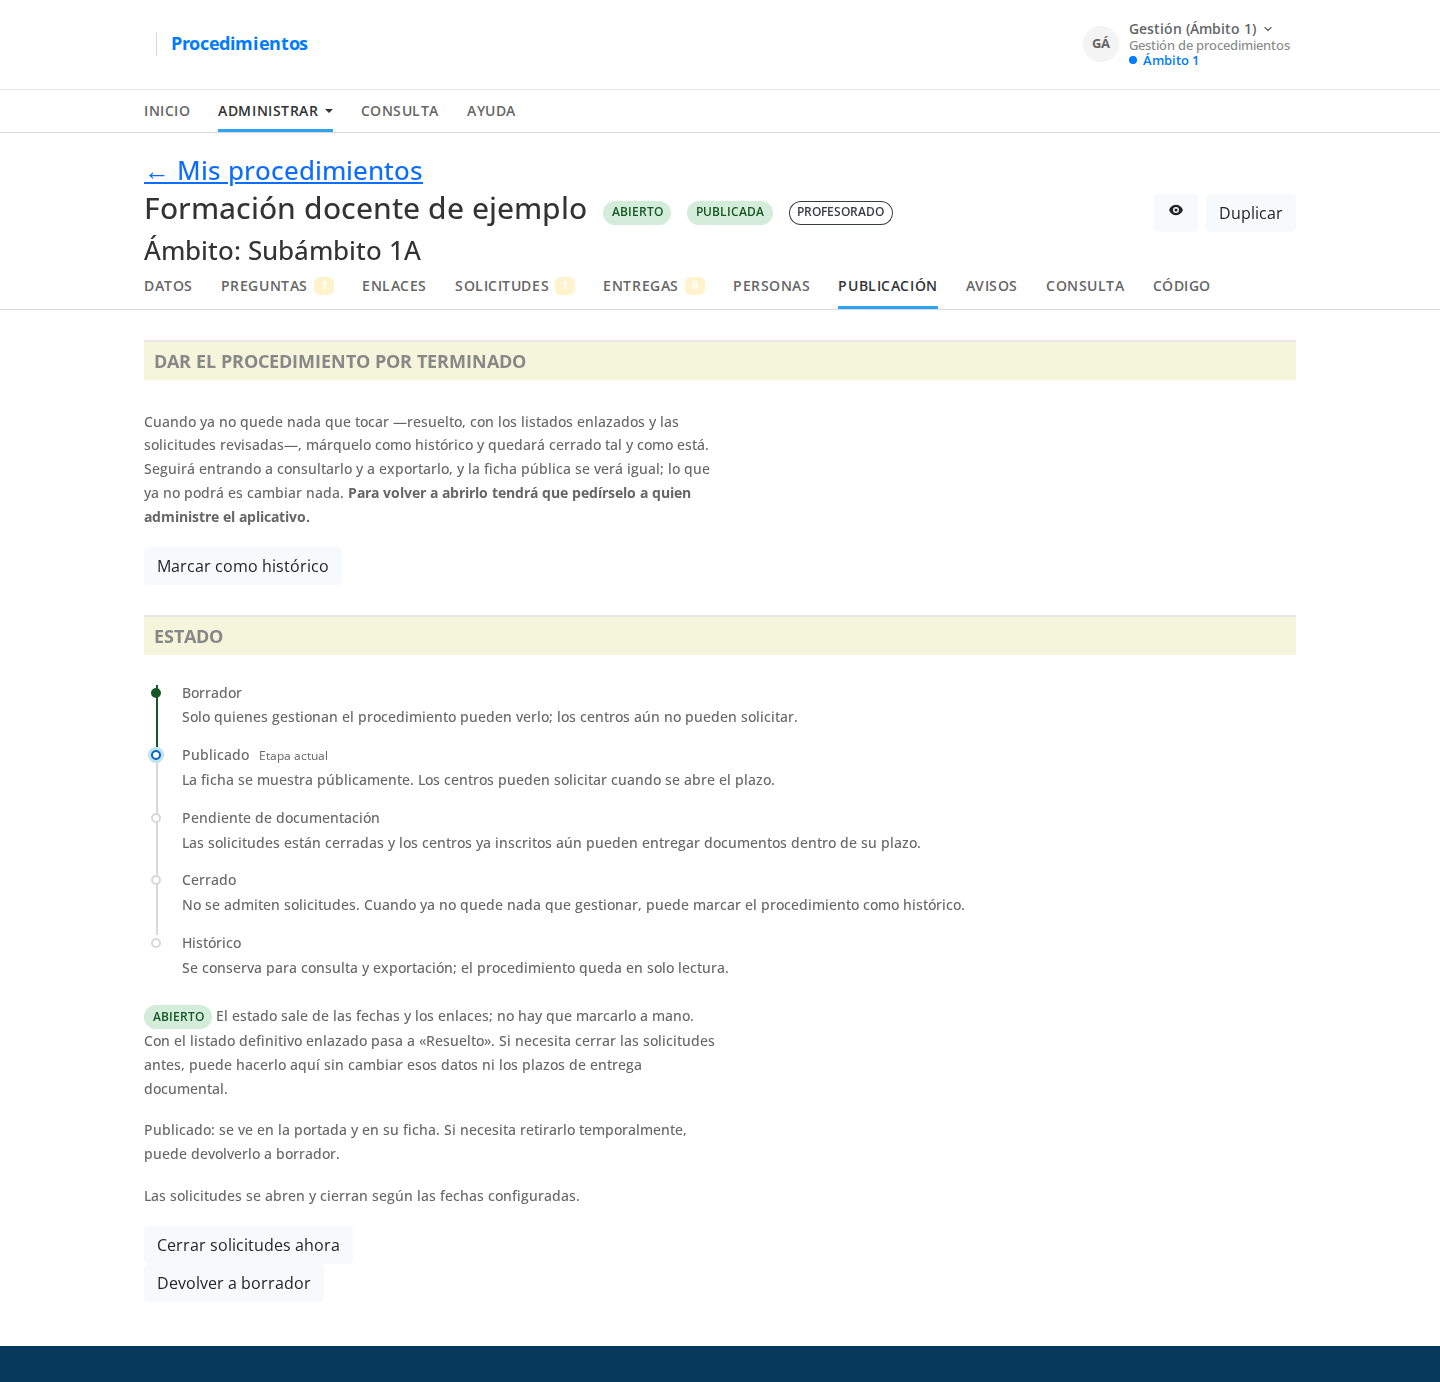 Procedimientos
GÁ
Gestión (Ámbito 1)
Gestión de procedimientos
Ámbito 1
INICIO ADMINISTRAR CONSULTA AYUDA
← Mis procedimientos
Formación docente de ejemplo ABIERTO PUBLICADA PROFESORADO
Duplicar
Ámbito: Subámbito 1A
DATOS PREGUNTAS 1 ENLACES SOLICITUDES 1 ENTREGAS 0 PERSONAS PUBLICACIÓN AVISOS CONSULTA CÓDIGO
DAR EL PROCEDIMIENTO POR TERMINADO
Cuando ya no quede nada que tocar —resuelto, con los listados enlazados y las
solicitudes revisadas—, márquelo como histórico y quedará cerrado tal y como está.
Seguirá entrando a consultarlo y a exportarlo, y la ficha pública se verá igual; lo que
ya no podrá es cambiar nada. Para volver a abrirlo tendrá que pedírselo a quien
administre el aplicativo.
Marcar como histórico
ESTADO
Borrador
Solo quienes gestionan el procedimiento pueden verlo; los centros aún no pueden solicitar.
Publicado Etapa actual
La ficha se muestra públicamente. Los centros pueden solicitar cuando se abre el plazo.
Pendiente de documentación
Las solicitudes están cerradas y los centros ya inscritos aún pueden entregar documentos dentro de su plazo.
Cerrado
No se admiten solicitudes. Cuando ya no quede nada que gestionar, puede marcar el procedimiento como histórico.
Histórico
Se conserva para consulta y exportación; el procedimiento queda en solo lectura.
ABIERTO El estado sale de las fechas y los enlaces; no hay que marcarlo a mano.
Con el listado definitivo enlazado pasa a «Resuelto». Si necesita cerrar las solicitudes
antes, puede hacerlo aquí sin cambiar esos datos ni los plazos de entrega
documental.
Publicado: se ve en la portada y en su ficha. Si necesita retirarlo temporalmente,
puede devolverlo a borrador.
Las solicitudes se abren y cierran según las fechas configuradas.
Cerrar solicitudes ahora
Devolver a borrador